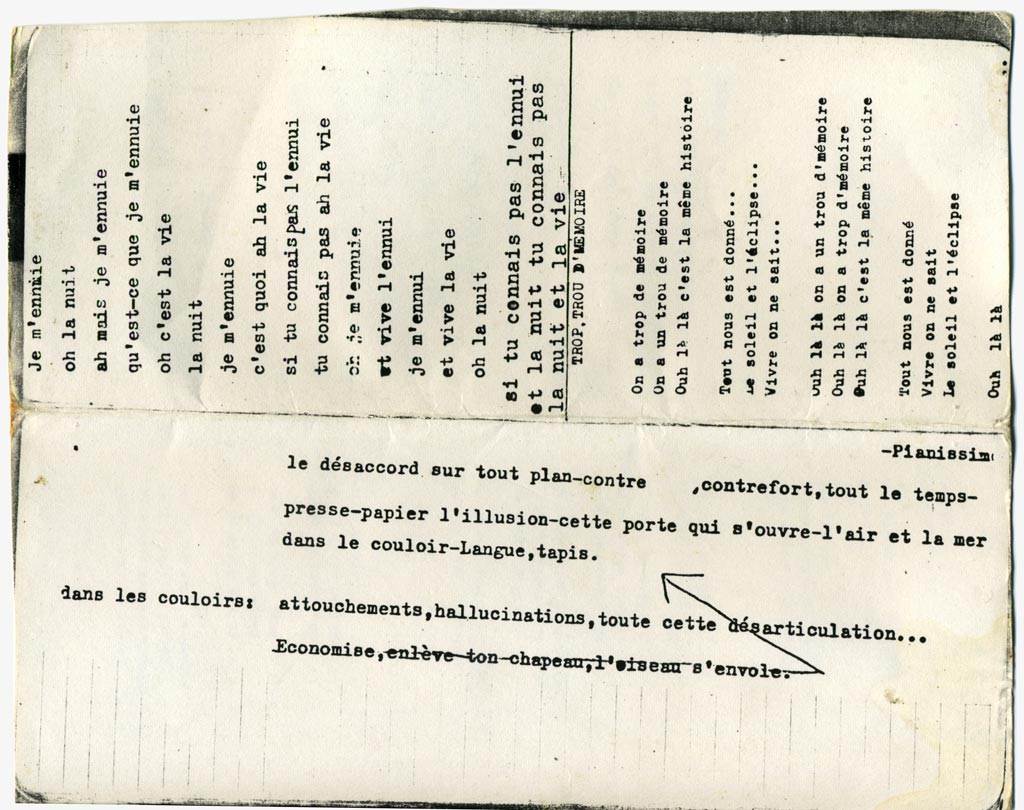 Je m'ennuie
oh la nuit
ah mais je m'ennuie
qu'est-ce que je m'ennuie
oh c'est la vie
la nuit
je m'ennuie
c'est quoi ah la vie
si tu connais pas l'ennui
tu connais pas ah la vie
oh je m'ennuie
et vive l'ennui
je m'ennui
et vive la vie
oh la nuit
si tu connais pas l'ennui
et la nuit tu connais pas
la nuit et la vie
TROP,TROU D'MEMOIRE
On a trop de mémoire
On a un trou de mémoire
Ouh là là c'est la même histoire
Tout nous est donné...
Le soleil et l'éclipse...
Vivre on ne sait...
Ouh là là on a un trou d'mémoire
Ouh là là on a trop d'mémoire
Ouh là là c'est la même histoire
Tout nous est donné
Vivre on ne sait
Le soleil et l'éclipse
Ouh là là
-Pianissim
le désaccord sur tout plan-contre ,contrefort,tout le temps-
presse-papier l'illusion-cette porte qui s'ouvre-l'air et la mer
dans le couloir-Langue,tapis.
dans les couloirs: attouchements,hallucinations,toute cette désarticulation...
Economise,enlève ton chapeau,l'oiseau s'envole.